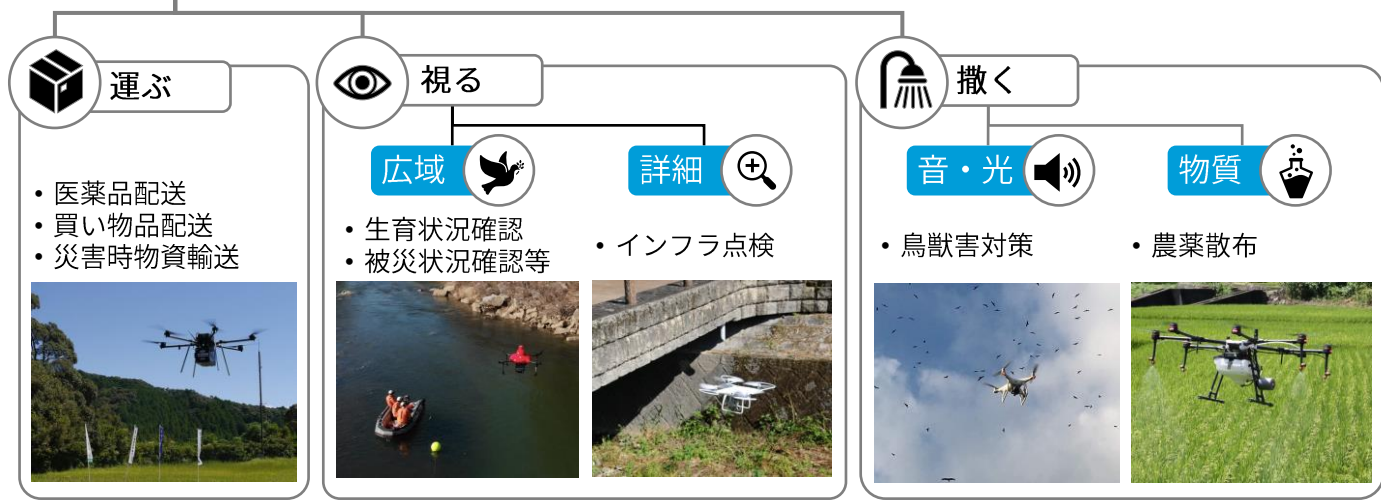 運ぶ
・医薬品配送
・買い物品配送
・災害時物資輸送
視る
広域
・生育状況確認
・被災状況確認等
詳細
・インフラ点検
撒く
音・光
・鳥獣害対策
物質
・農薬散布